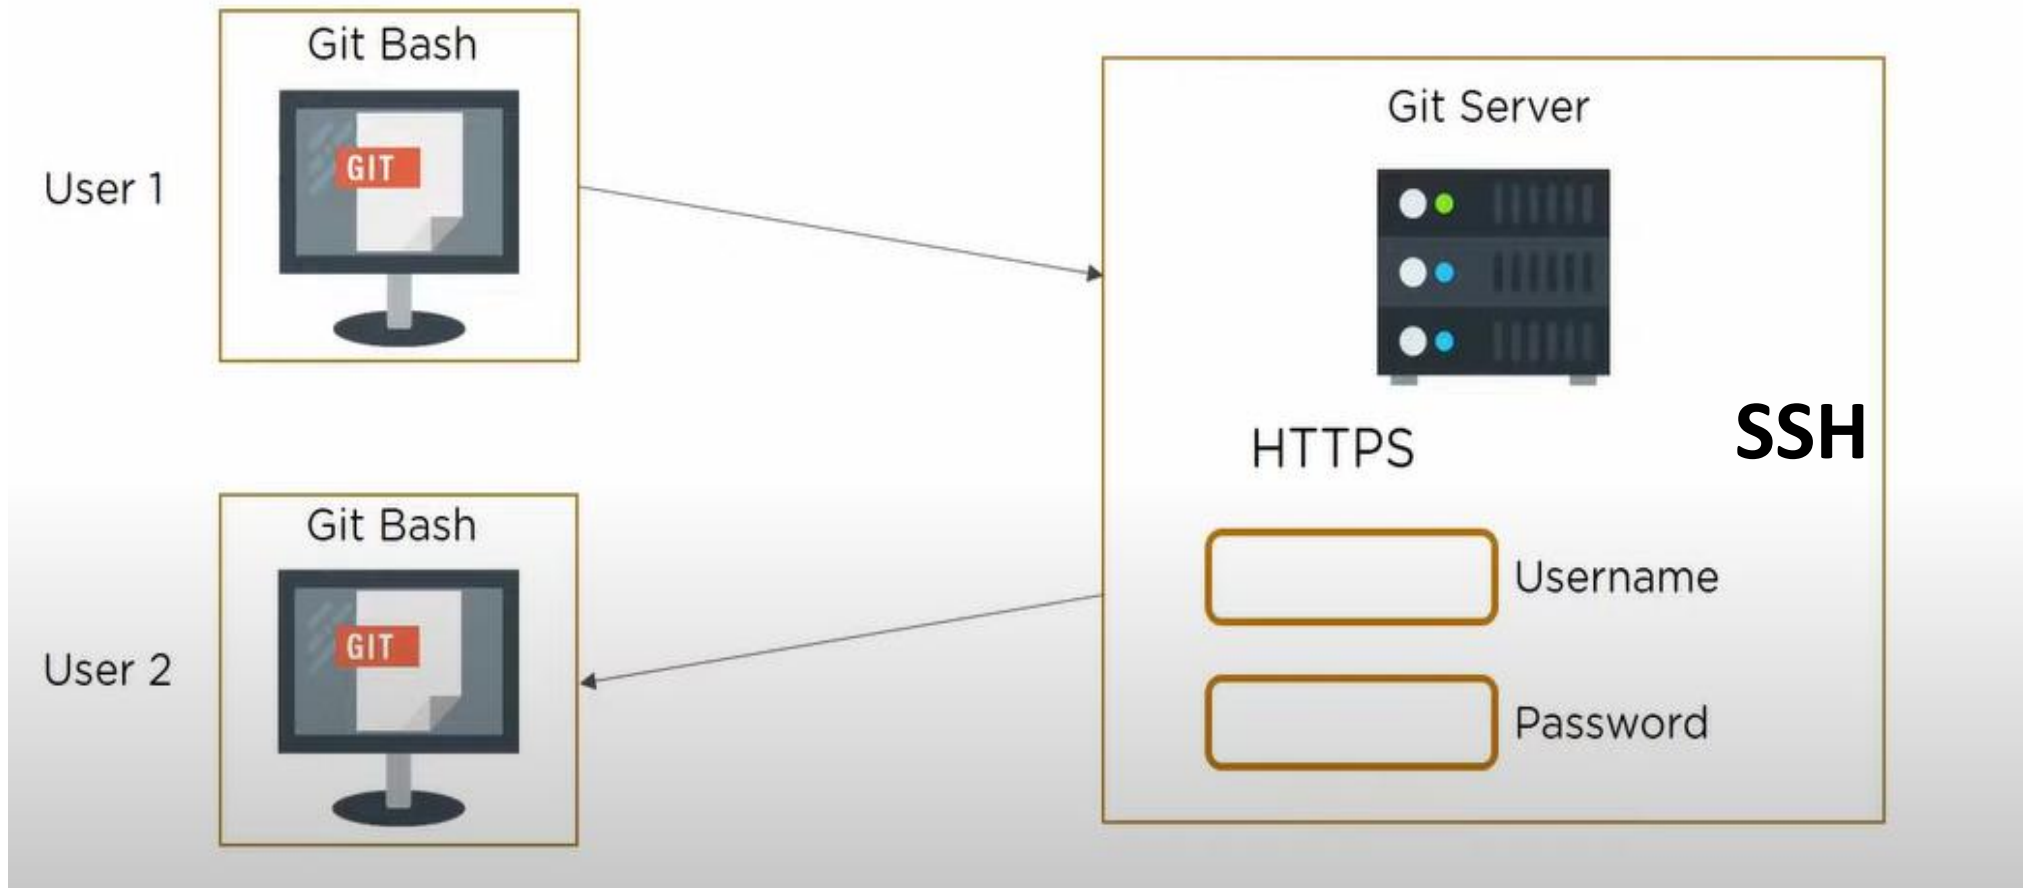 Git Bash
GIT
User 1
Git Server
HTTPS
SSH
Git Bash
GIT
User 2
Username
Password